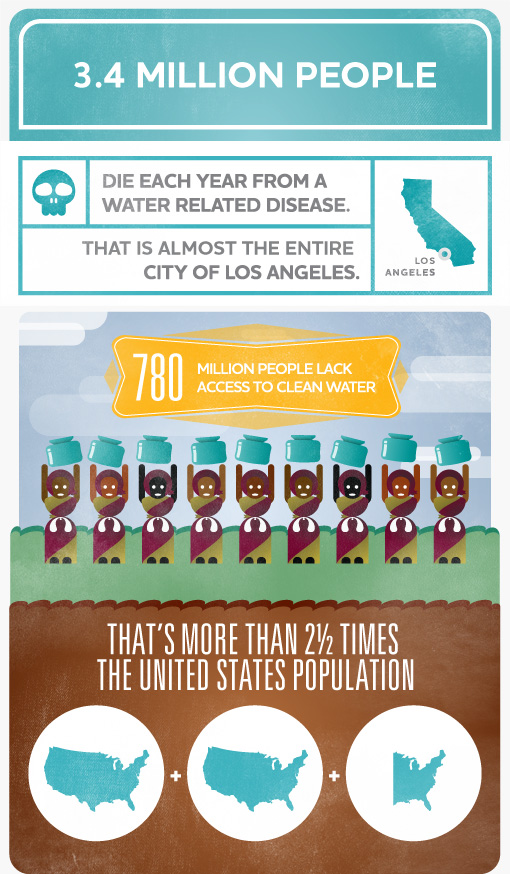 3.4 MILLION PEOPLE
DIE EACH YEAR FROM A
WATER RELATED DISEASE.
THAT IS ALMOST THE ENTIRE
CITY OF LOS ANGELES.
LOS
ANGELES
780
MILLION PEOPLE LACK
ACCESS TO CLEAN WATER
THAT'S MORE THAN 2½ TIMES
THE UNITED STATES POPULATION
+ +